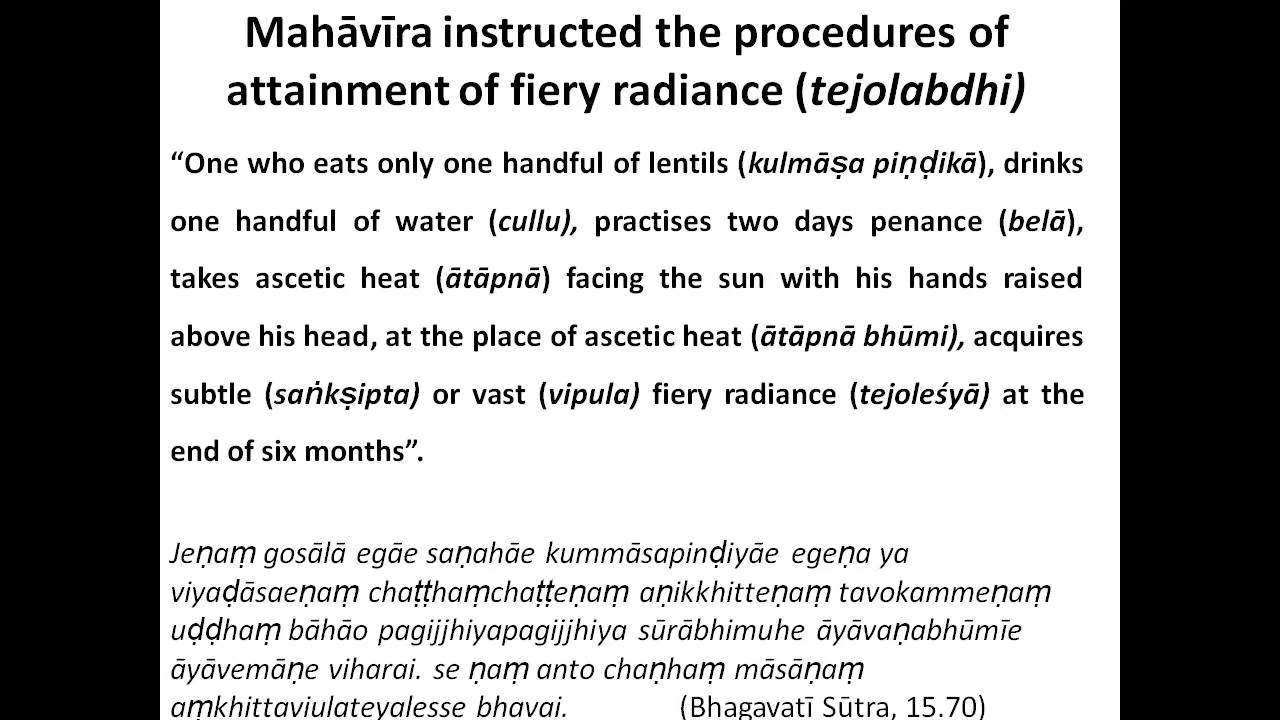 Mahāvīra instructed the procedures of
attainment of fiery radiance (tejolabdhi)
“One who eats only one handful of lentils (kulmāṣa piṇḍikā), drinks
one handful of water (cullu), practises two days penance (belā),
takes ascetic heat (ātāpnā) facing the sun with his hands raised
above his head, at the place of ascetic heat (ātāpnā bhūmi), acquires
subtle (saṅkṣipta) or vast (vipula) fiery radiance (tejoleśyā) at the
end of six months”.
Jeṇaṃ gosālā egāe saṇahāe kummāsapinḍiyāe egeṇa ya
viyaḍāsaeṇaṃ chaṭṭhaṃchaṭṭeṇaṃ aṇikkhitteṇaṃ tavokammeṇaṃ
uḍḍhaṃ bāhāo pagijjhiyapagijjhiya sūrābhimuhe āyāvaṇabhūmīe
āyāvemāṇe viharai. se ṇaṃ anto chaṇhaṃ māsāṇaṃ
aṃkhittaviulateyalesse bhavai. (Bhagavatī Sūtra, 15.70)